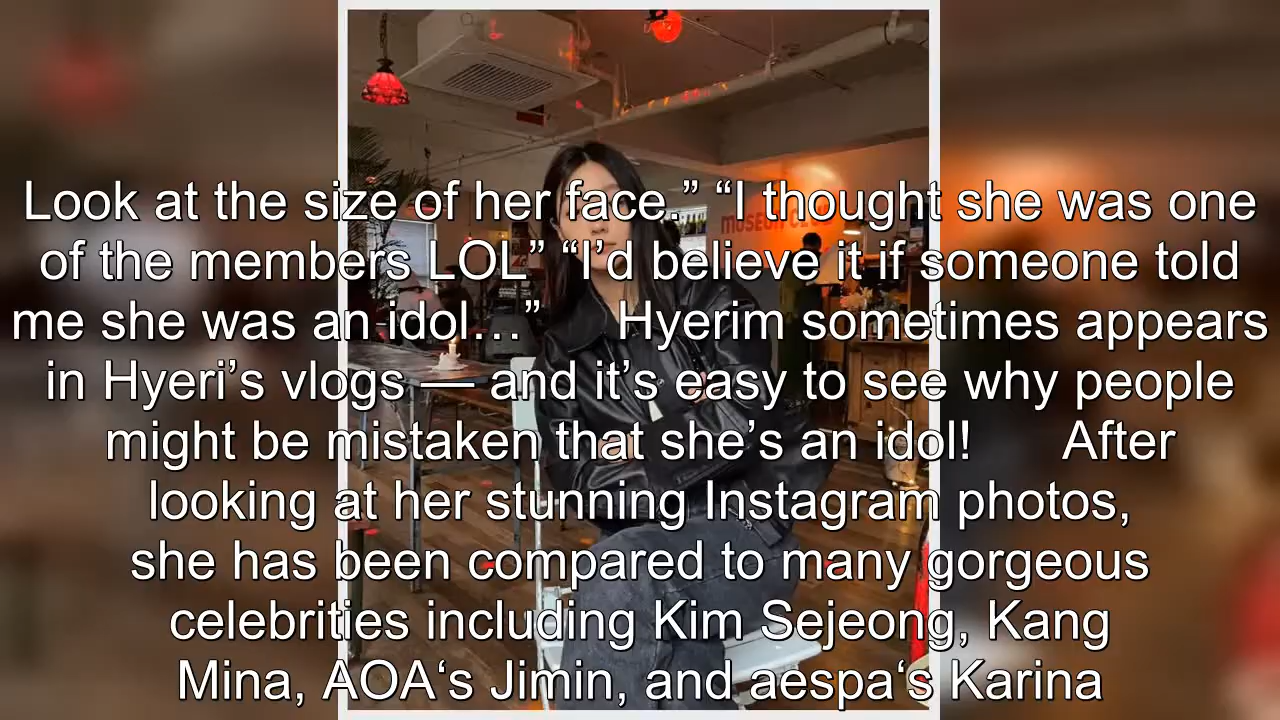 Look at the size of her face.” “I thought she was one
of the members LOL” “I’d believe it if someone told
me she was an idol…” Hyerim sometimes appears
in Hyeri’s vlogs — and it’s easy to see why people
might be mistaken that she’s an idol! After
looking at her stunning Instagram photos,
she has been compared to many gorgeous
celebrities including Kim Sejeong, Kang
Mina, AOA‘s Jimin, and aespa‘s Karina
MUSEUM